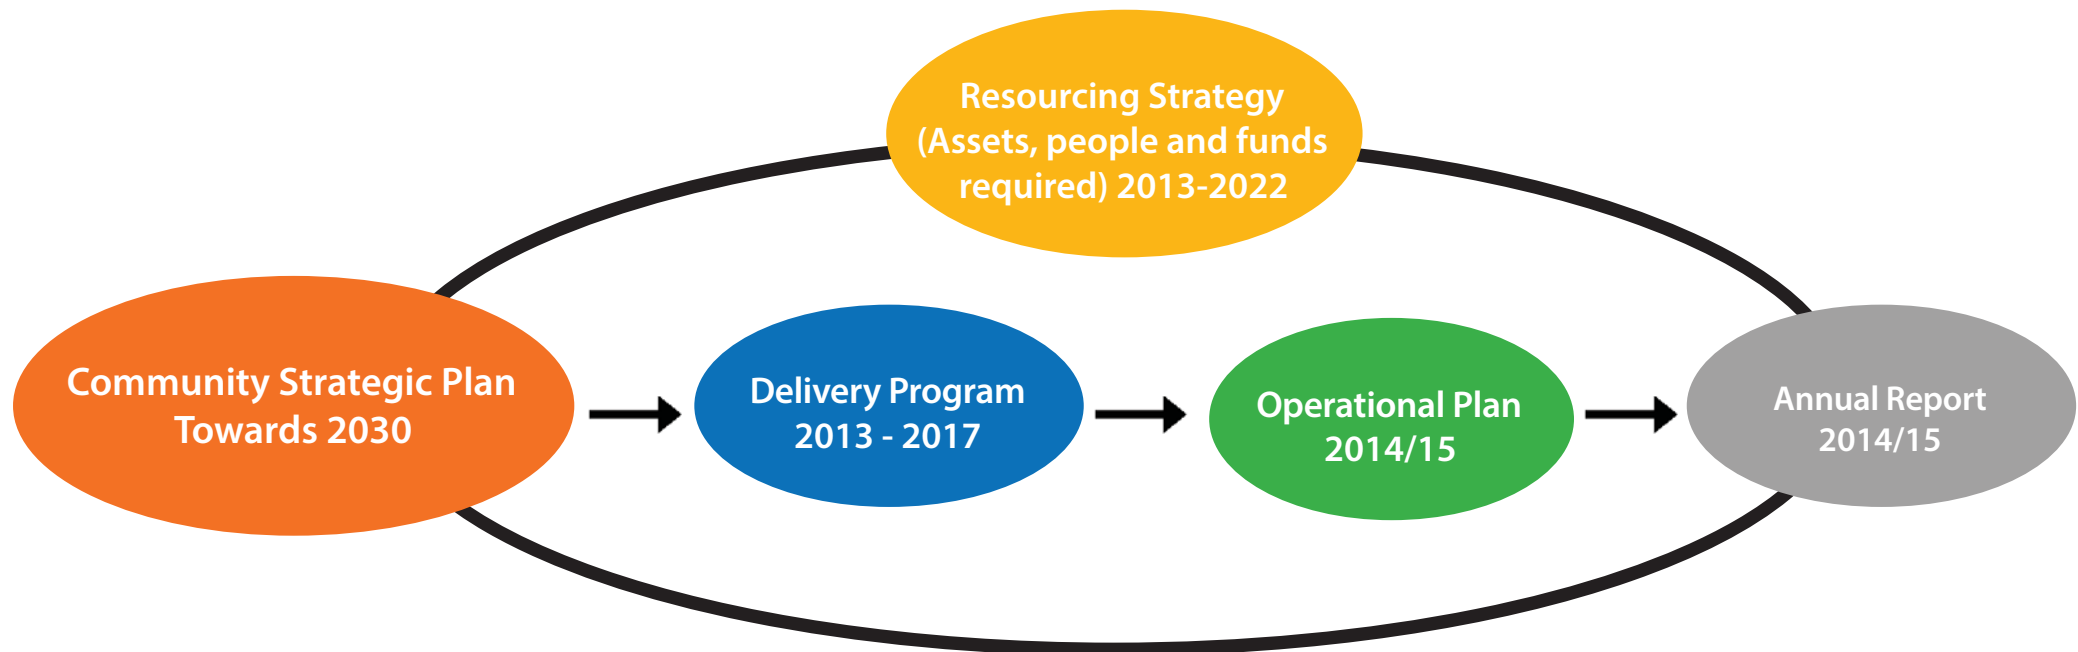 Resourcing Strategy
(Assets, people and funds
required) 2013-2022
Community Strategic Plan
Towards 2030
Delivery Program
2013 - 2017
Operational Plan
2014/15
Annual Report
2014/15